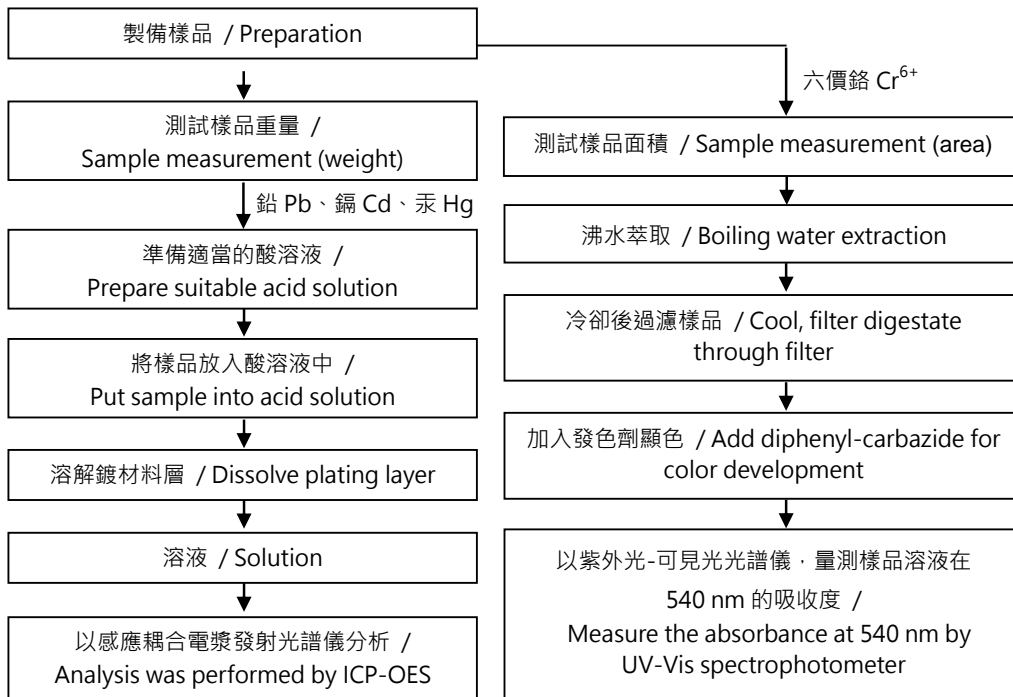 製備樣品 / Preparation
測試樣品重量 /
Sample measurement (weight)
鉛 Pb、鎘 Cd、汞 Hg
準備適當的酸溶液 /
Prepare suitable acid solution
將樣品放入酸溶液中 /
Put sample into acid solution
溶解鍍材料層 / Dissolve plating layer
溶液 / Solution
以感應耦合電漿發射光譜儀分析 /
Analysis was performed by ICP-OES
六價鉻 Cr⁶⁺
測試樣品面積 / Sample measurement (area)
沸水萃取 / Boiling water extraction
冷卻後過濾樣品 / Cool, filter digestate
through filter
加入發色劑顯色 / Add diphenyl-carbazide for
color development
以紫外光-可見光光譜儀，量測樣品溶液在
540 nm 的吸收度 /
Measure the absorbance at 540 nm by
UV-Vis spectrophotometer